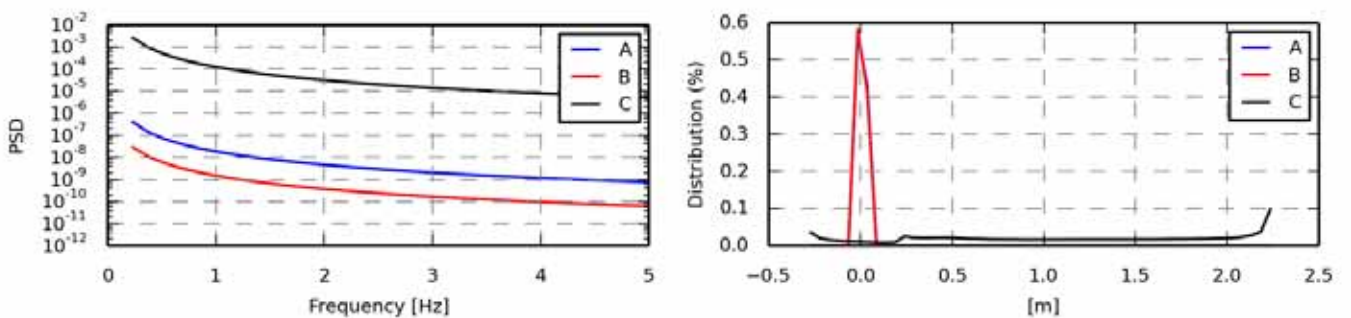 PSD
10^-2
10^-3
10^-4
10^-5
10^-6
10^-7
10^-8
10^-9
10^-10
10^-11
10^-12
0 1 2 3 4 5
Frequency [Hz]
A
B
C
Distribution (%)
0.6
0.5
0.4
0.3
0.2
0.1
0.0
−0.5 0.0 0.5 1.0 1.5 2.0 2.5
[m]
A
B
C